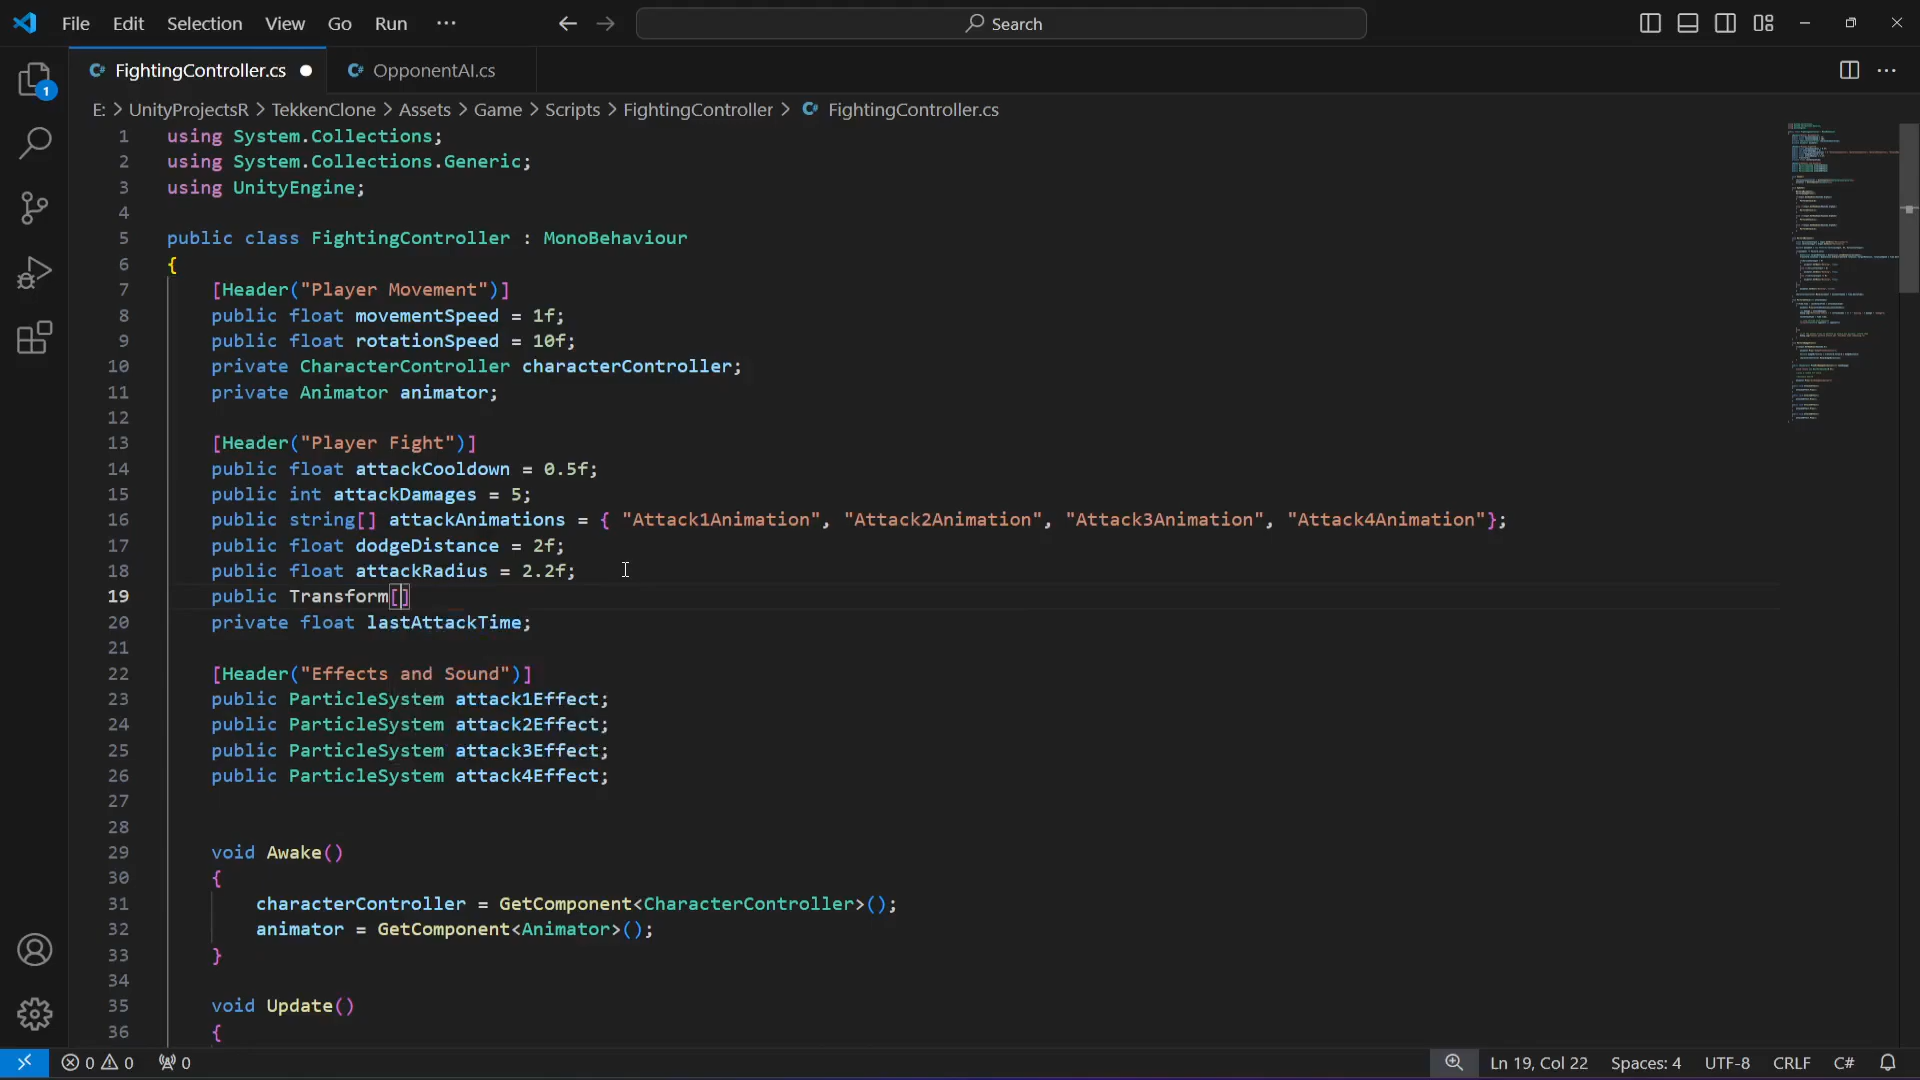 File Edit Selection View Go Run ··· Search
FightingController.cs OpponentAI.cs
E: > UnityProjectsR > TekkenClone > Assets > Game > Scripts > FightingController > FightingController.cs
1 using System.Collections;
2 using System.Collections.Generic;
3 using UnityEngine;
4
5 public class FightingController : MonoBehaviour
6 {
7 [Header("Player Movement")]
8 public float movementSpeed = 1f;
9 public float rotationSpeed = 10f;
10 private CharacterController characterController;
11 private Animator animator;
12
13 [Header("Player Fight")]
14 public float attackCooldown = 0.5f;
15 public int attackDamages = 5;
16 public string[] attackAnimations = { "Attack1Animation", "Attack2Animation", "Attack3Animation", "Attack4Animation"};
17 public float dodgeDistance = 2f;
18 public float attackRadius = 2.2f;
19 public Transform[]
20 private float lastAttackTime;
21
22 [Header("Effects and Sound")]
23 public ParticleSystem attack1Effect;
24 public ParticleSystem attack2Effect;
25 public ParticleSystem attack3Effect;
26 public ParticleSystem attack4Effect;
27
28
29 void Awake()
30 {
31 characterController = GetComponent<CharacterController>();
32 animator = GetComponent<Animator>();
33 }
34
35 void Update()
36 {
1
0 0 0 Ln 19, Col 22 Spaces: 4 UTF-8 CRLF C#